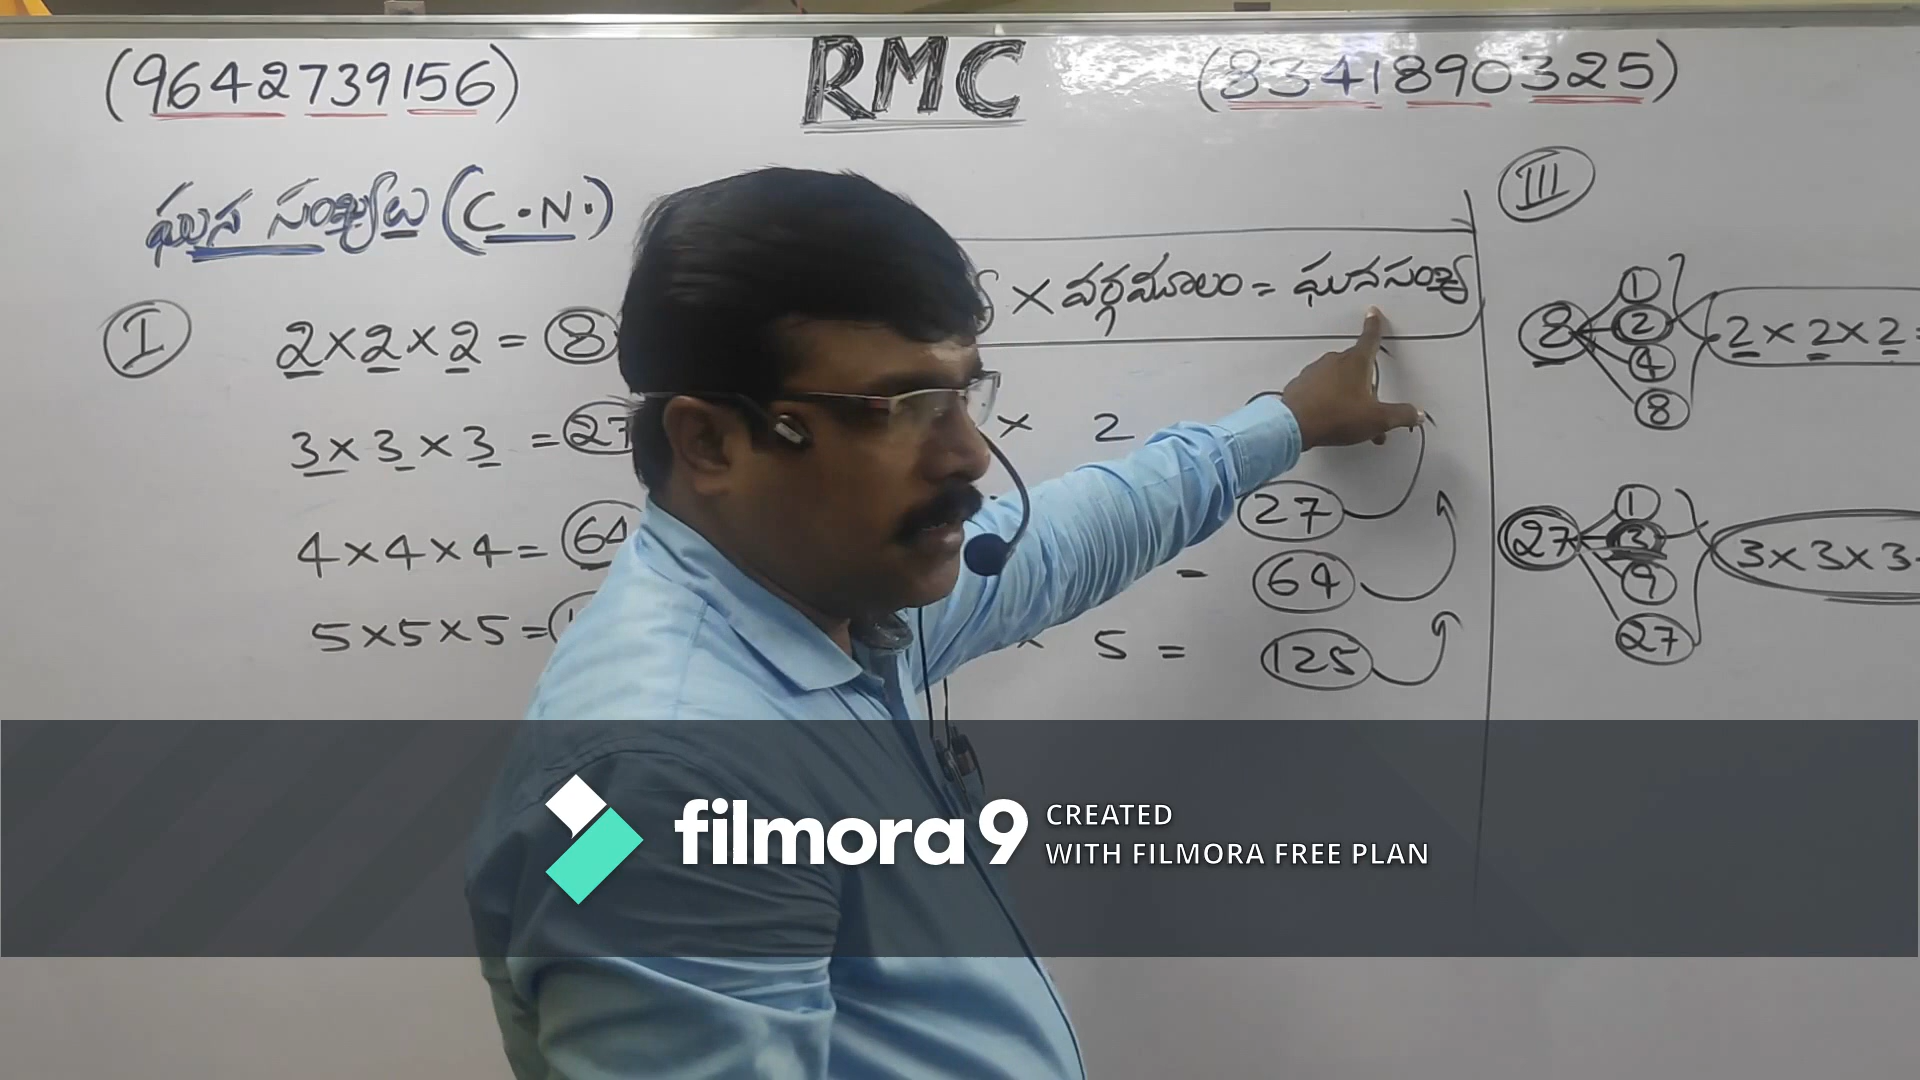 (9642739156) RMC (8341890325)
ఘన సంఖ్యలు (C.N.)
I
2×2×2= 8
3×3×3 =27
4×4×4= 64
5×5×5=
× వర్గమూలం = ఘనసంఖ్య
× 2
27
= 64
5 = 125
III
8 1 2 4 8 2×2×2=
27 1 3 9 27 3×3×3
filmora9 CREATED
WITH FILMORA FREE PLAN